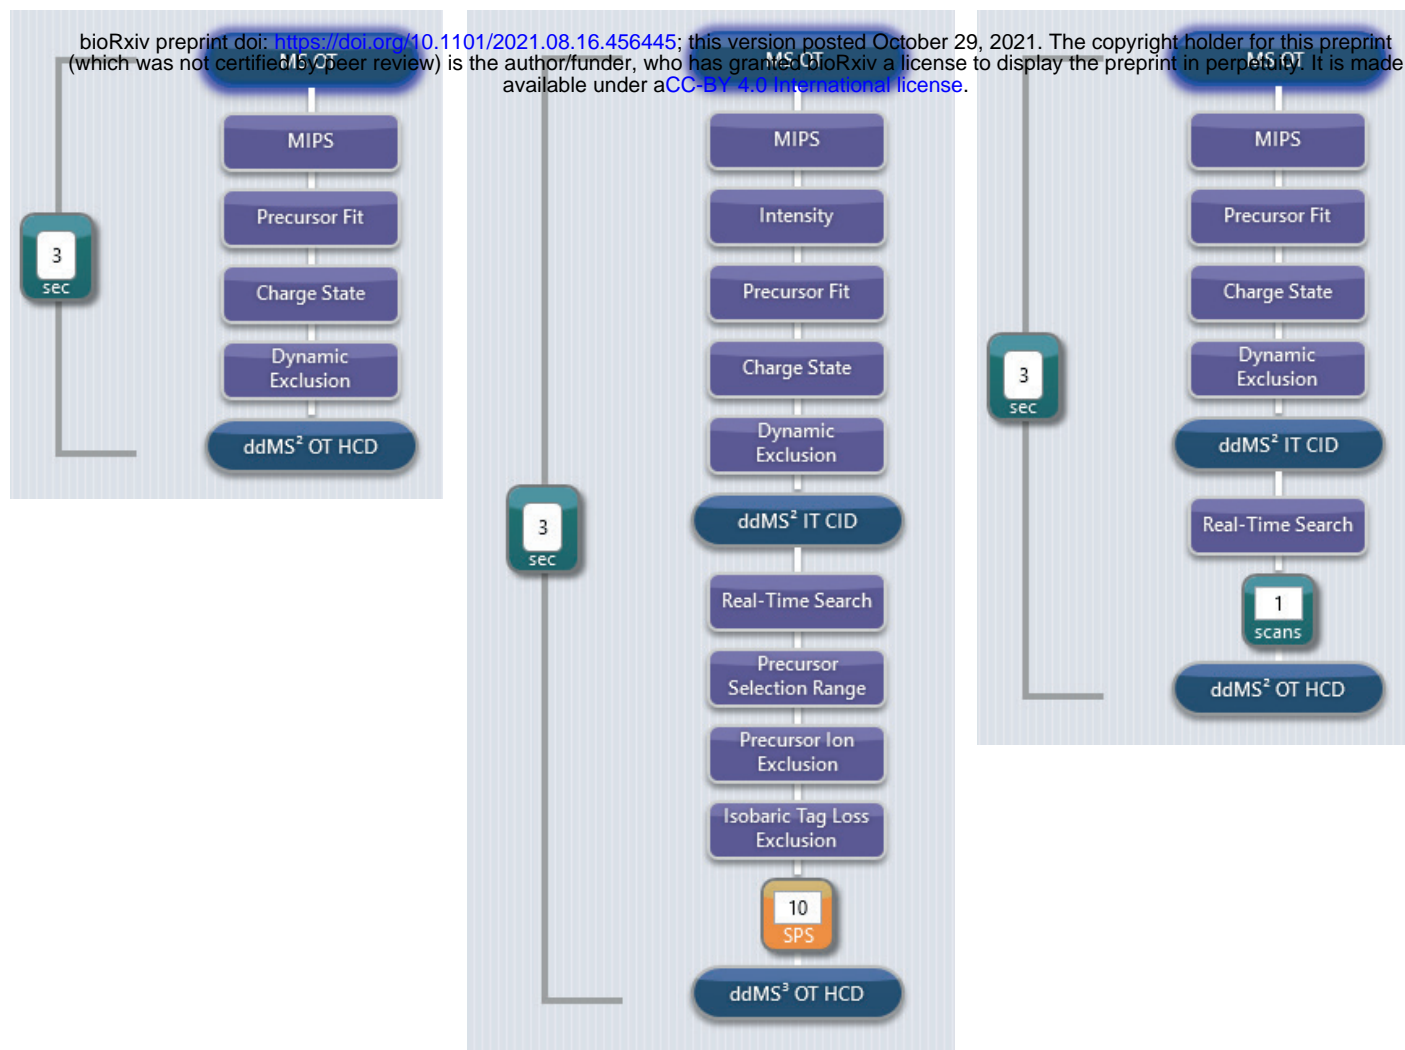 bioRxiv preprint doi: https://doi.org/10.1101/2021.08.16.456445; this version posted October 29, 2021. The copyright holder for this preprint
(which was not certified by peer review) is the author/funder, who has granted bioRxiv a license to display the preprint in perpetuity. It is made
available under aCC-BY 4.0 International license.
MS OT
MIPS
Precursor Fit
Charge State
Dynamic
Exclusion
ddMS² OT HCD
3
sec
MS OT
MIPS
Intensity
Precursor Fit
Charge State
Dynamic
Exclusion
ddMS² IT CID
3
sec
Real-Time Search
Precursor
Selection Range
Precursor Ion
Exclusion
Isobaric Tag Loss
Exclusion
10
SPS
ddMS³ OT HCD
MS OT
MIPS
Precursor Fit
Charge State
Dynamic
Exclusion
3
sec
ddMS² IT CID
Real-Time Search
1
scans
ddMS² OT HCD